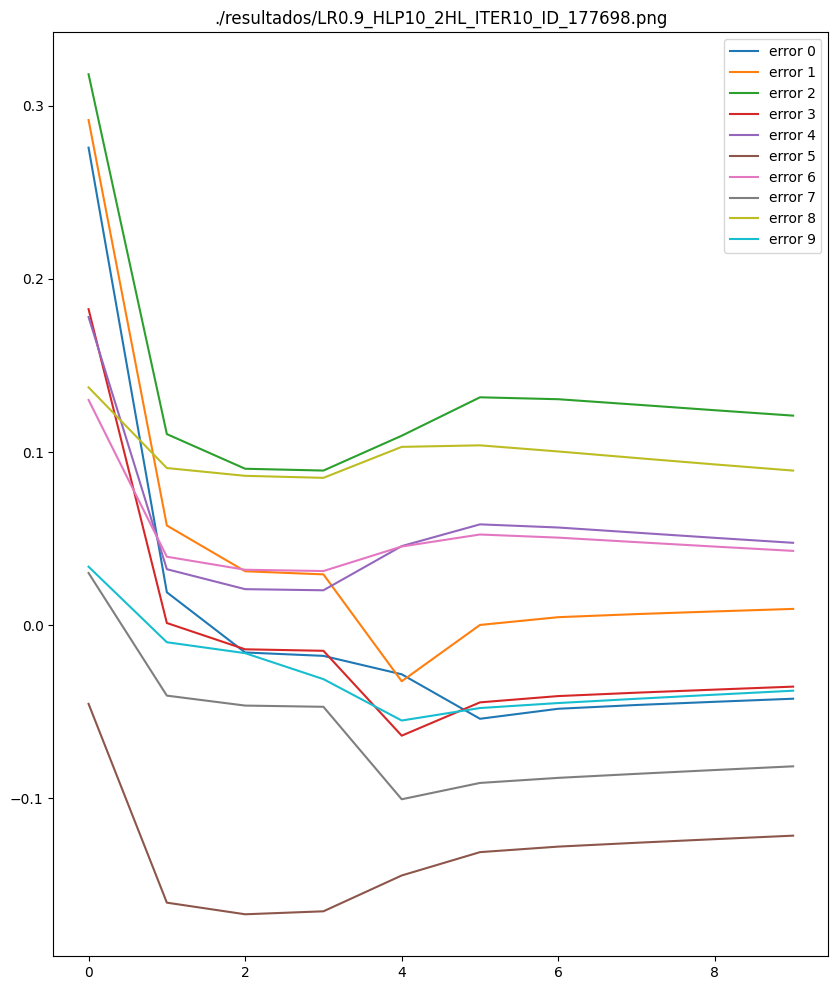 ./resultados/LR0.9_HLP10_2HL_ITER10_ID_177698.png
error 0
error 1
error 2
error 3
error 4
error 5
error 6
error 7
error 8
error 9
0.3
0.2
0.1
0.0
−0.1
0 2 4 6 8